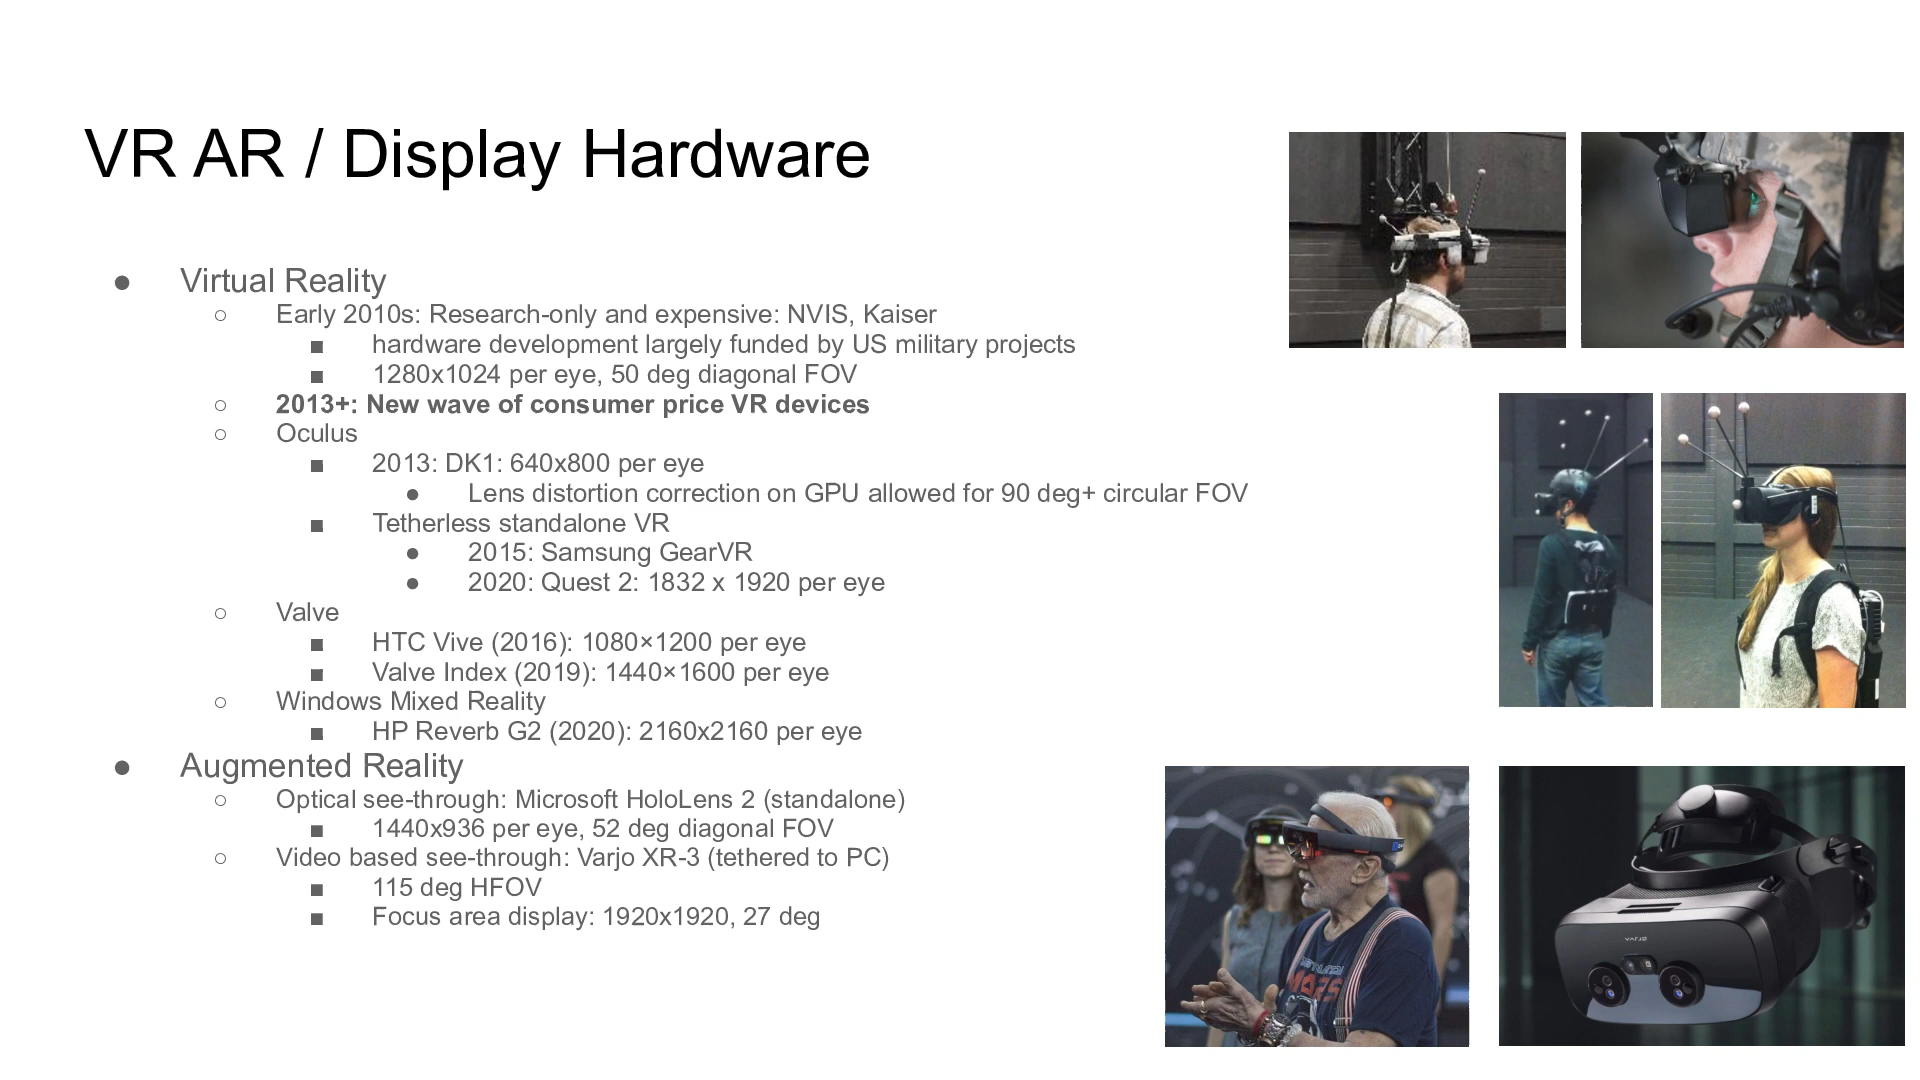 VR AR / Display Hardware
● Virtual Reality
○ Early 2010s: Research-only and expensive: NVIS, Kaiser
■ hardware development largely funded by US military projects
■ 1280x1024 per eye, 50 deg diagonal FOV
○ 2013+: New wave of consumer price VR devices
○ Oculus
■ 2013: DK1: 640x800 per eye
● Lens distortion correction on GPU allowed for 90 deg+ circular FOV
■ Tetherless standalone VR
● 2015: Samsung GearVR
● 2020: Quest 2: 1832 x 1920 per eye
○ Valve
■ HTC Vive (2016): 1080×1200 per eye
■ Valve Index (2019): 1440×1600 per eye
○ Windows Mixed Reality
■ HP Reverb G2 (2020): 2160x2160 per eye
● Augmented Reality
○ Optical see-through: Microsoft HoloLens 2 (standalone)
■ 1440x936 per eye, 52 deg diagonal FOV
○ Video based see-through: Varjo XR-3 (tethered to PC)
■ 115 deg HFOV
■ Focus area display: 1920x1920, 27 deg
MARS
VARJO